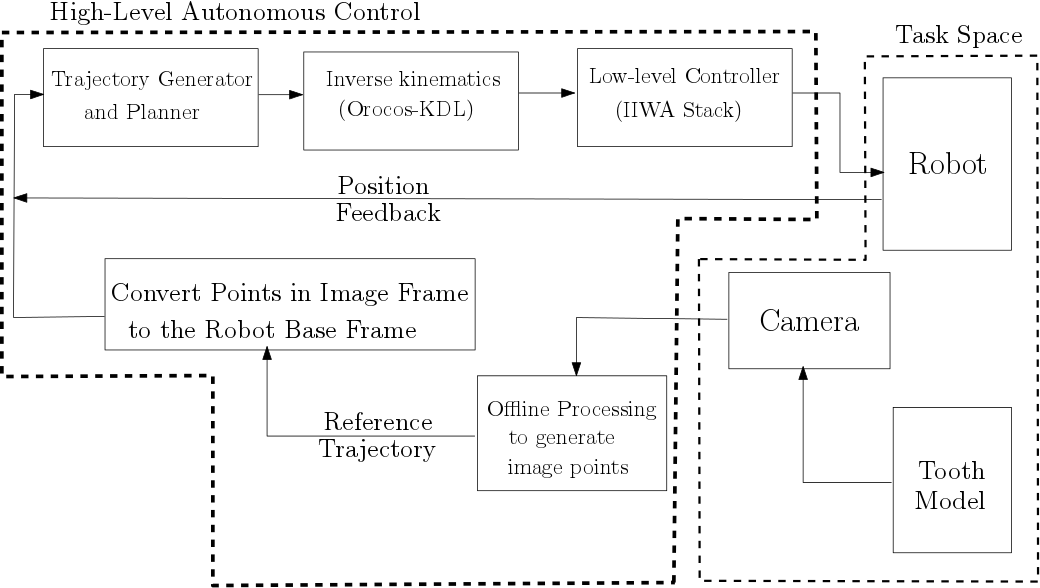 High-Level Autonomous Control
Task Space
Trajectory Generator
and Planner
Inverse kinematics
(Orocos-KDL)
Low-level Controller
(IIWA Stack)
Robot
Position
Feedback
Convert Points in Image Frame
to the Robot Base Frame
Camera
Offline Processing
to generate
image points
Reference
Trajectory
Tooth
Model